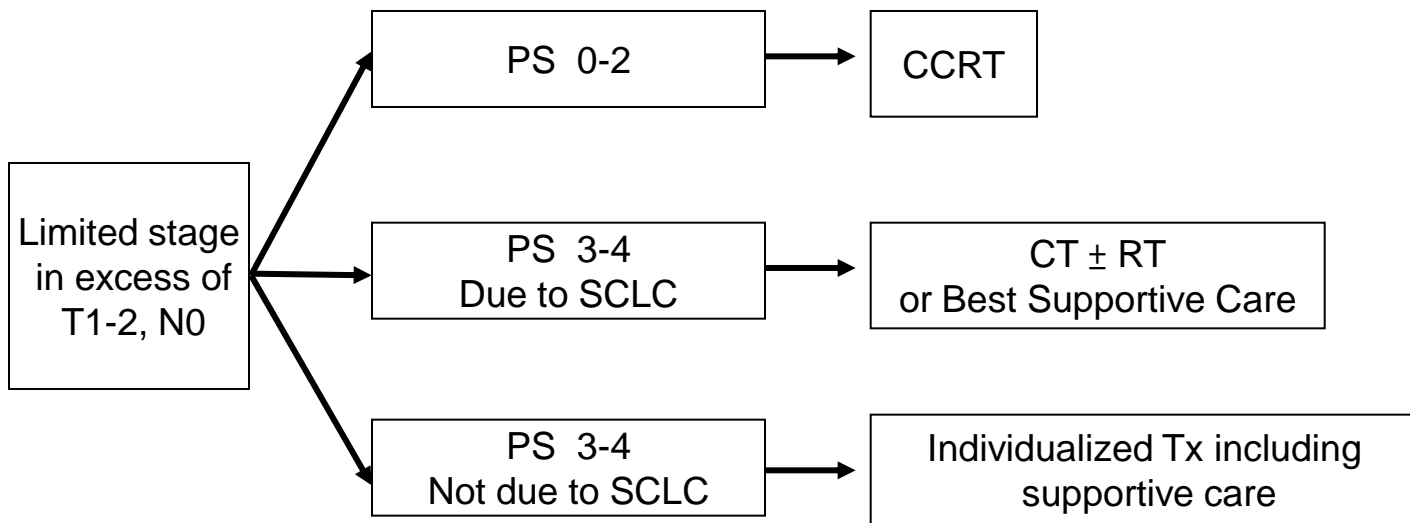 Limited stage
in excess of
T1-2, N0
PS 0-2
CCRT
PS 3-4
Due to SCLC
CT ± RT
or Best Supportive Care
PS 3-4
Not due to SCLC
Individualized Tx including
supportive care